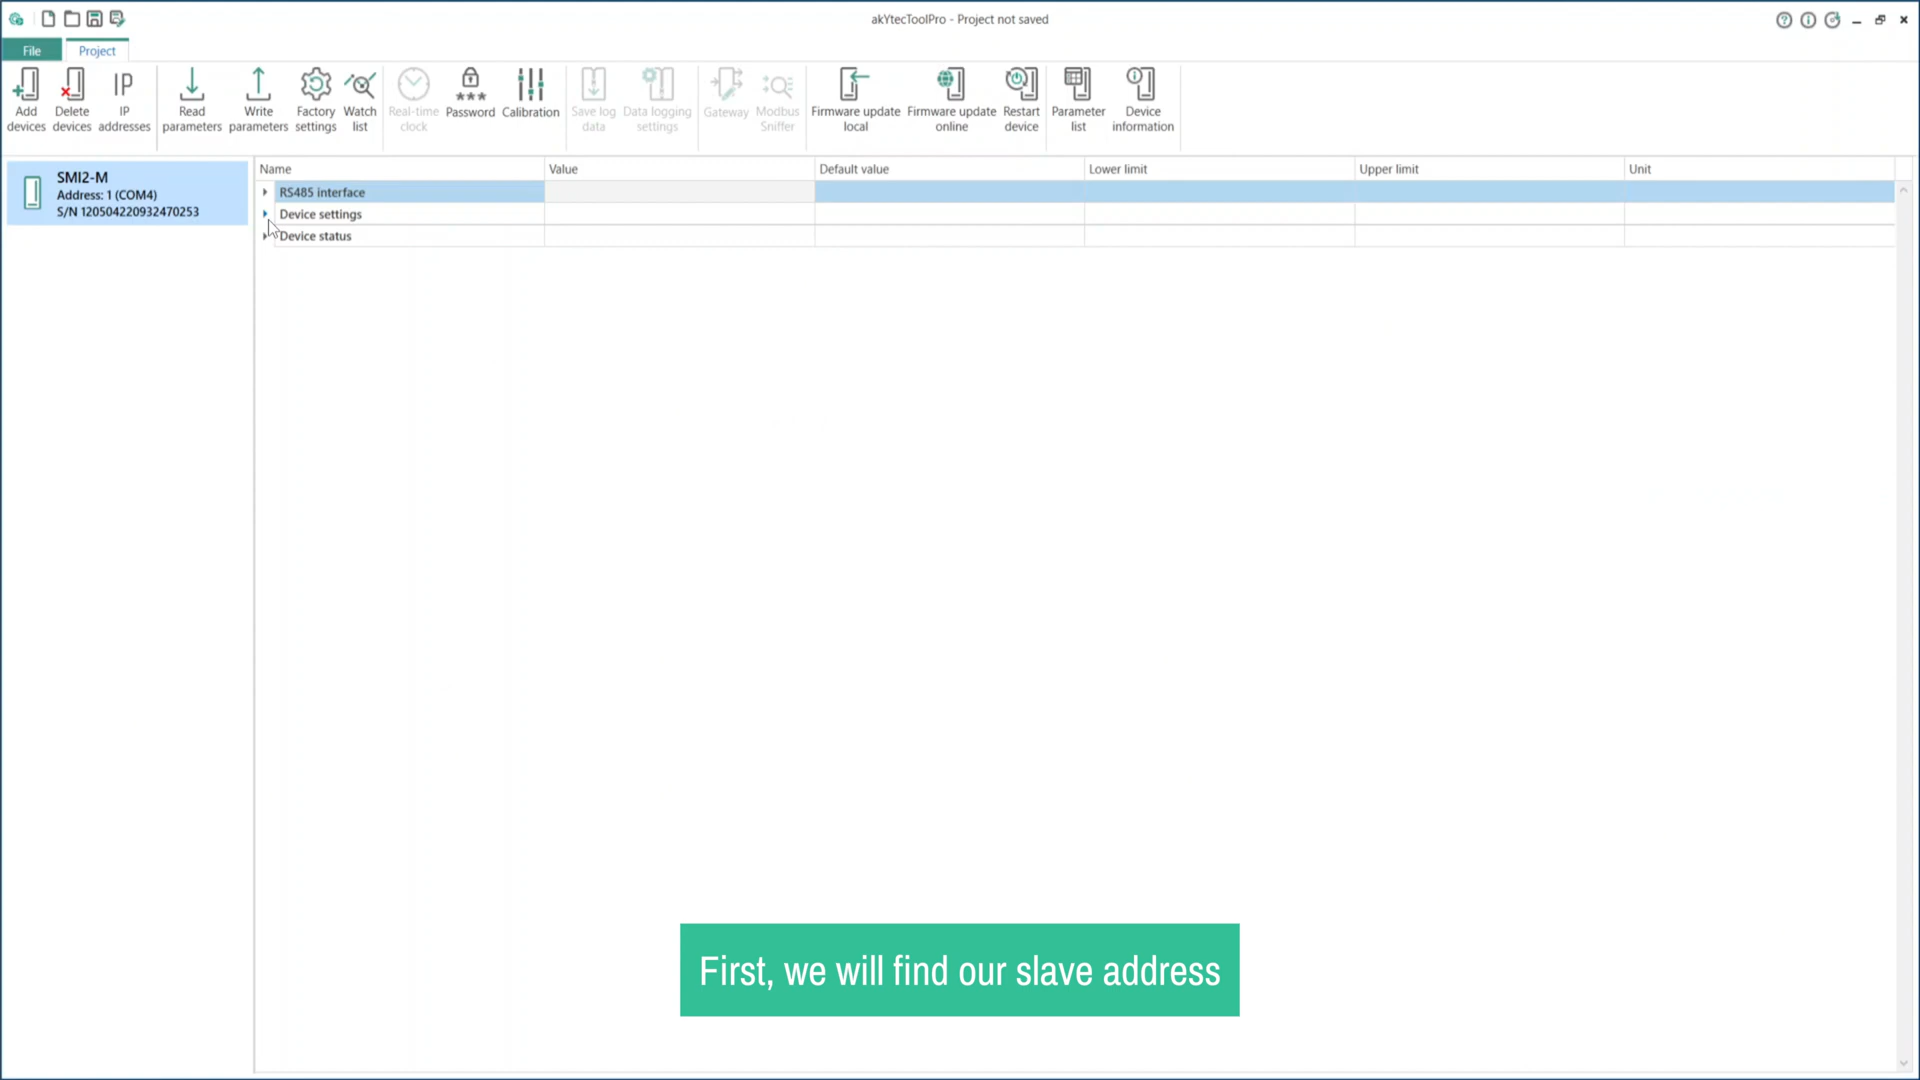 akYtecToolPro - Project not saved
File
Project
Add devices
Delete devices
IP addresses
Read parameters
Write parameters
Factory settings
Watch list
Real-time clock
Password
Calibration
Save log data
Data logging settings
Gateway
Modbus Sniffer
Firmware update local
Firmware update online
Restart device
Parameter list
Device information
SMI2-M
Address: 1 (COM4)
S/N 120504220932470253
Name
Value
Default value
Lower limit
Upper limit
Unit
RS485 interface
Device settings
Device status
First, we will find our slave address